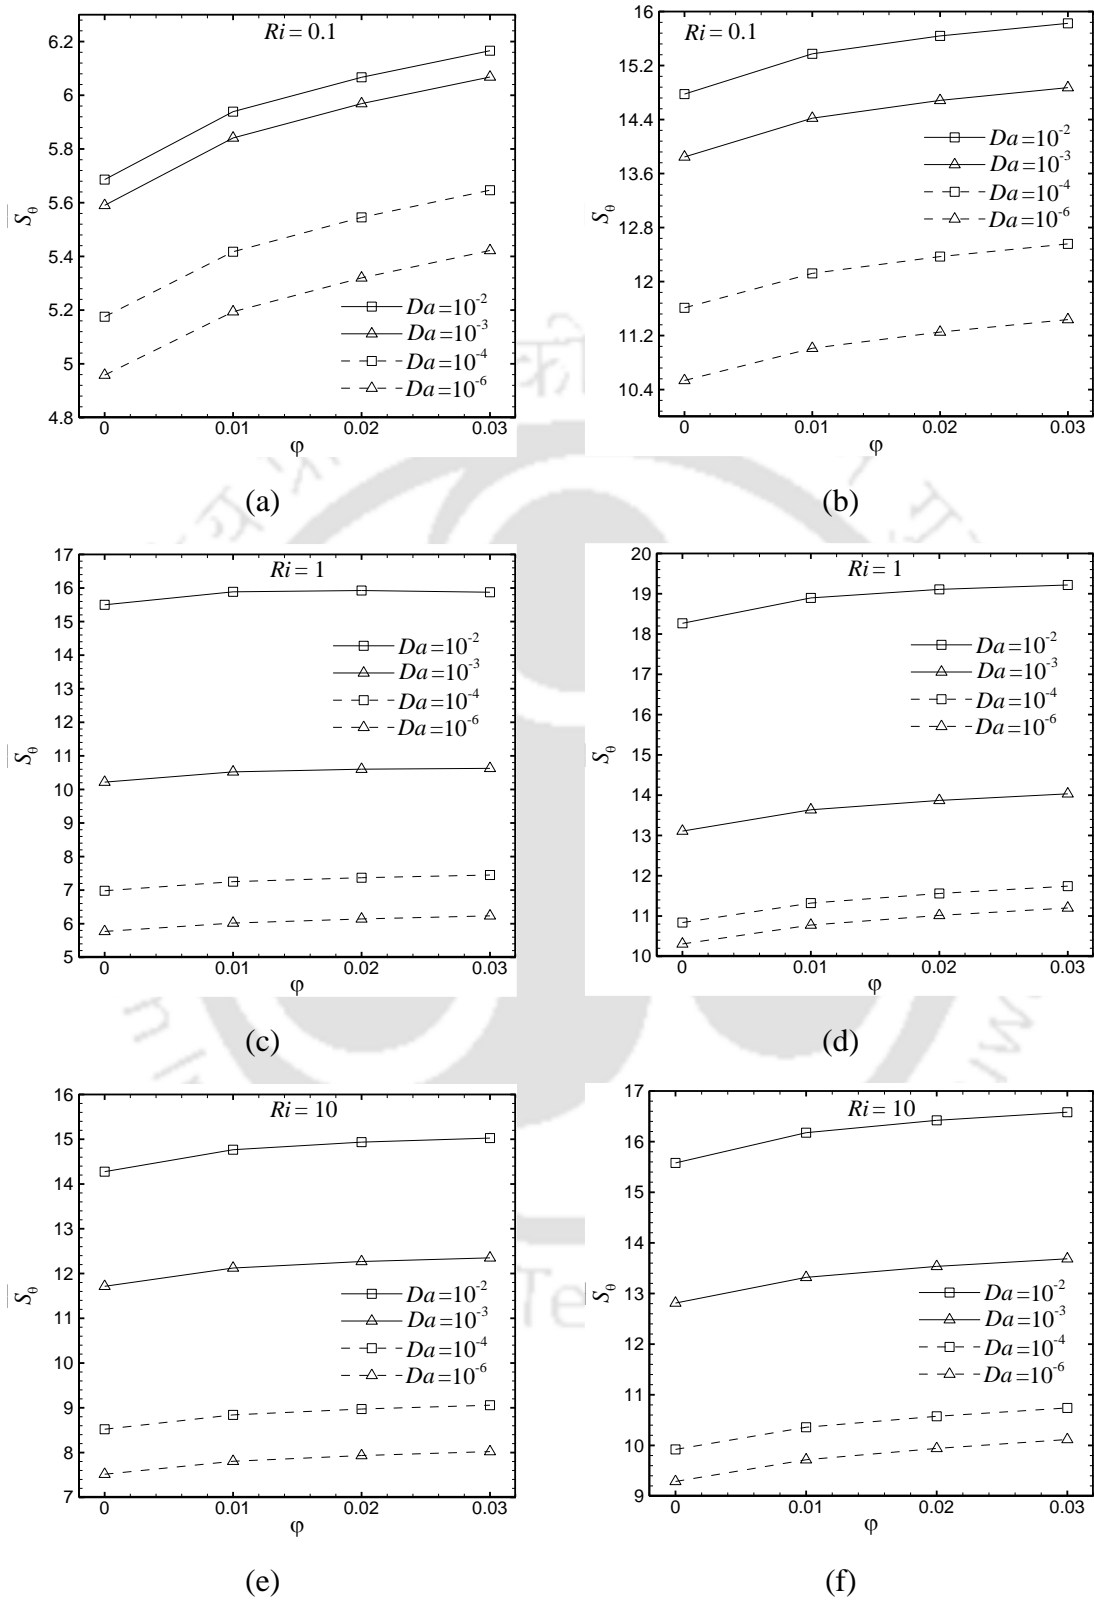 Ri = 0.1
6.2
6
5.8
5.6
5.4
5.2
5
4.8
S̅θ
Da=10⁻²
Da=10⁻³
Da=10⁻⁴
Da=10⁻⁶
0 0.01 0.02 0.03
φ
(a)
Ri = 0.1
16
15.2
14.4
13.6
12.8
12
11.2
10.4
S̅θ
Da=10⁻²
Da=10⁻³
Da=10⁻⁴
Da=10⁻⁶
0 0.01 0.02 0.03
φ
(b)
Ri = 1
17
16
15
14
13
12
11
10
9
8
7
6
5
S̅θ
Da=10⁻²
Da=10⁻³
Da=10⁻⁴
Da=10⁻⁶
0 0.01 0.02 0.03
φ
(c)
Ri = 1
20
19
18
17
16
15
14
13
12
11
10
Sθ
Da=10⁻²
Da=10⁻³
Da=10⁻⁴
Da=10⁻⁶
0 0.01 0.02 0.03
φ
(d)
Ri = 10
16
15
14
13
12
11
10
9
8
7
S̅θ
Da=10⁻²
Da=10⁻³
Da=10⁻⁴
Da=10⁻⁶
0 0.01 0.02 0.03
φ
(e)
Ri = 10
17
16
15
14
13
12
11
10
9
S̅θ
Da=10⁻²
Da=10⁻³
Da=10⁻⁴
Da=10⁻⁶
0 0.01 0.02 0.03
φ
(f)
Te